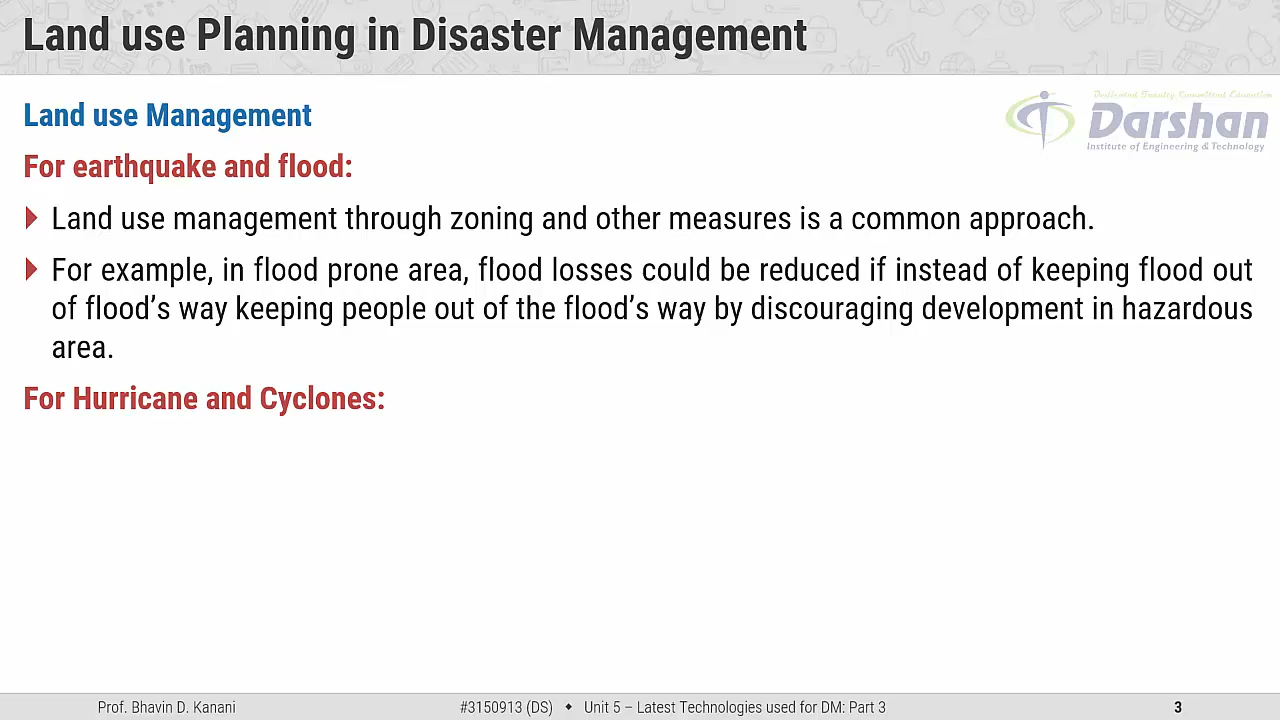 Land use Planning in Disaster Management
Land use Management
Dedicated Faculty, Committed Education
Darshan
Institute of Engineering & Technology
For earthquake and flood:
Land use management through zoning and other measures is a common approach.
For example, in flood prone area, flood losses could be reduced if instead of keeping flood out
of flood’s way keeping people out of the flood’s way by discouraging development in hazardous
area.
For Hurricane and Cyclones:
Prof. Bhavin D. Kanani
#3150913 (DS) ⬥ Unit 5 – Latest Technologies used for DM: Part 3
3